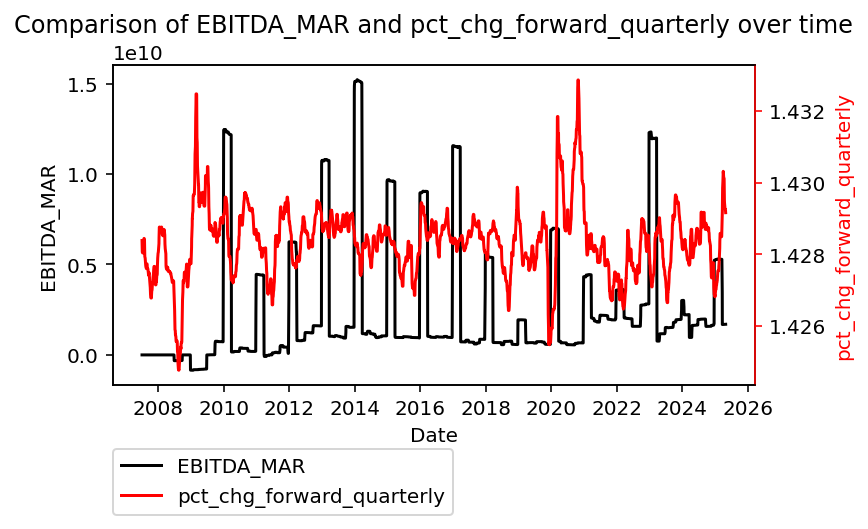 Comparison of EBITDA_MAR and pct_chg_forward_quarterly over time
1e10
1.5
1.0
0.5
0.0
EBITDA_MAR
1.432
1.430
1.428
1.426
pct_chg_forward_quarterly
2008 2010 2012 2014 2016 2018 2020 2022 2024 2026
Date
EBITDA_MAR
pct_chg_forward_quarterly